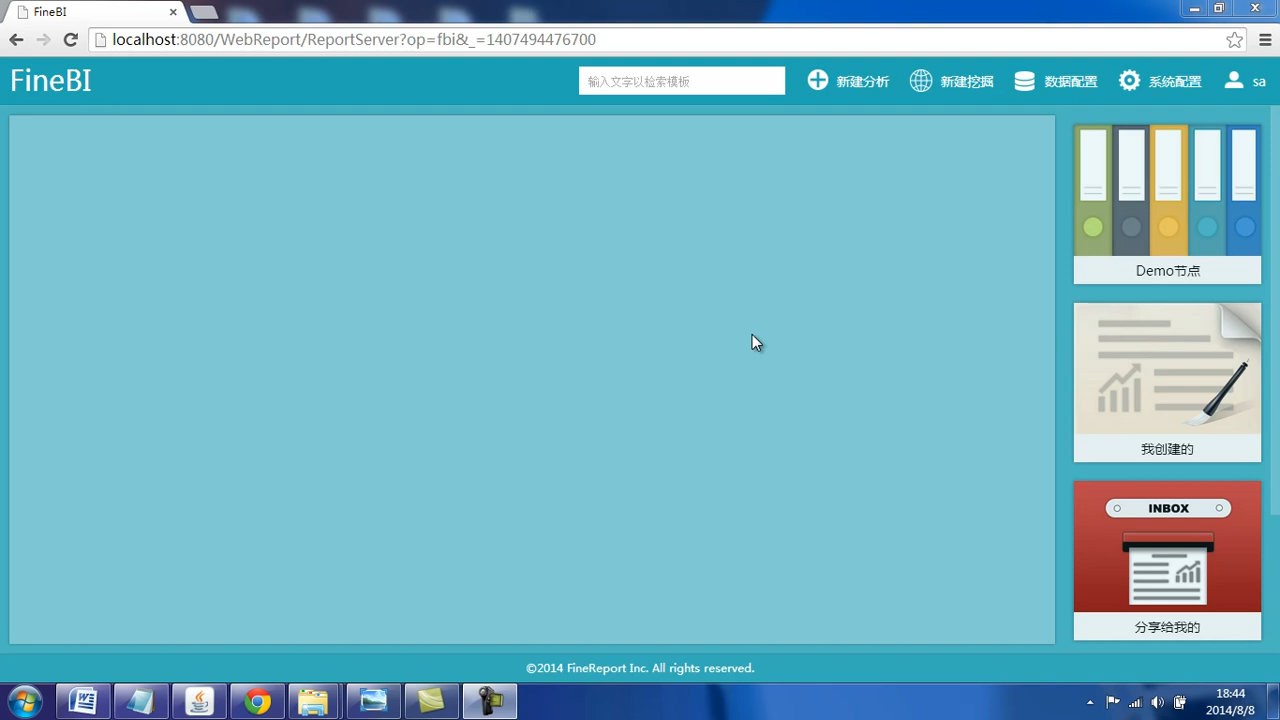 FineBI
localhost:8080/WebReport/ReportServer?op=fbi&_=1407494476700
FineBI
输入文字以检索模板
新建分析
新建挖掘
数据配置
系统配置
sa
Demo节点
我创建的
INBOX
分享给我的
©2014 FineReport Inc. All rights reserved.
18:44
2014/8/8